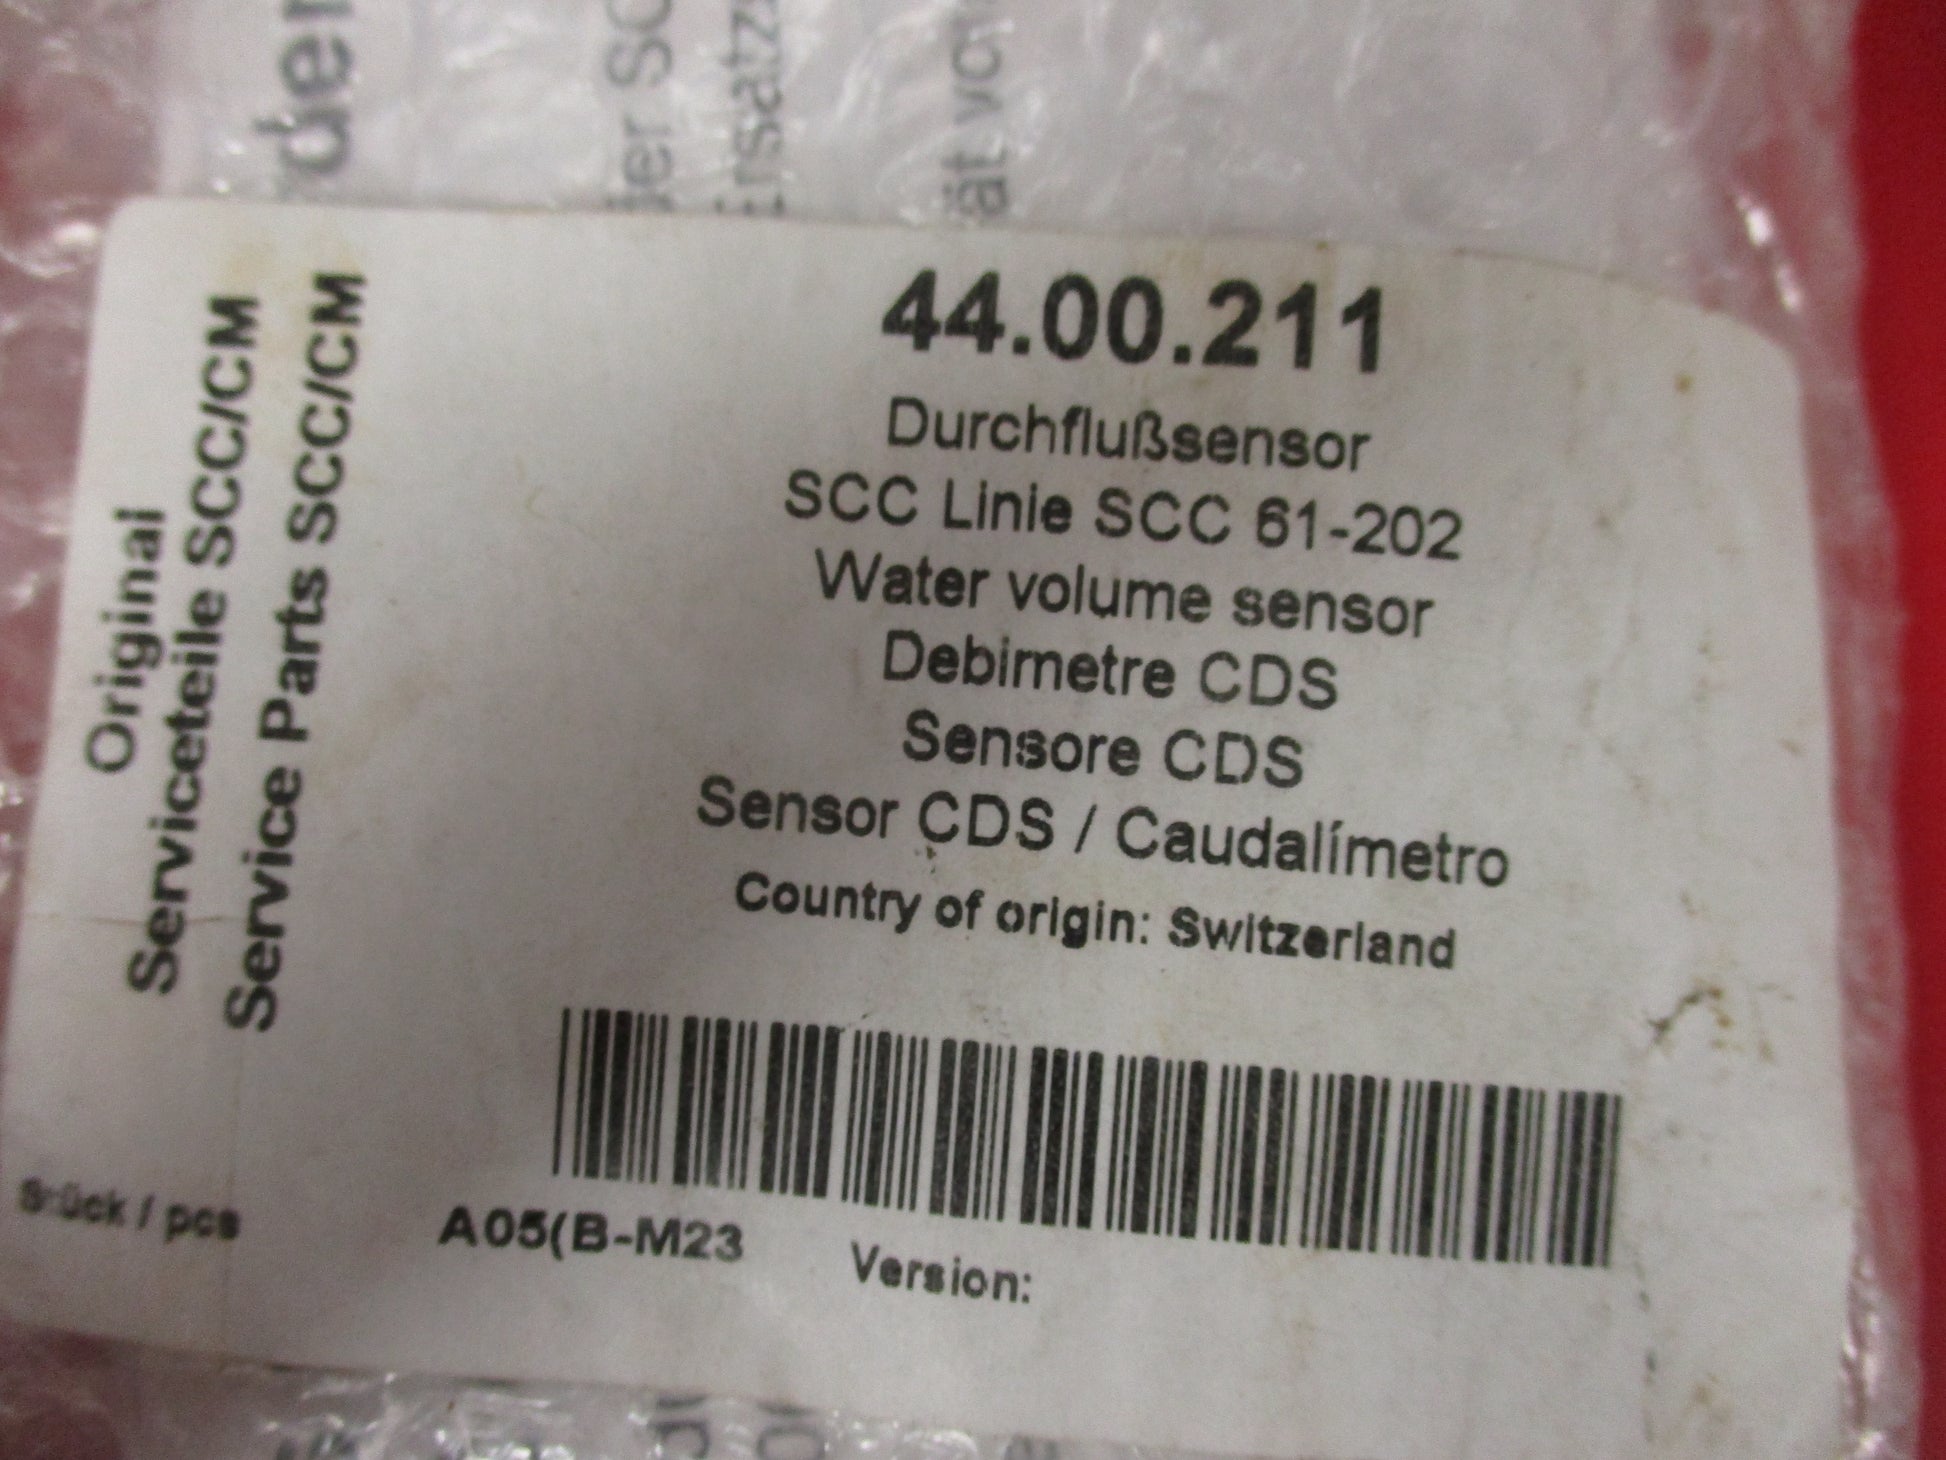 44.00.211
Durchflußsensor
SCC Linie SCC 61-202
Water volume sensor
Debimetre CDS
Sensore CDS
Sensor CDS / Caudalímetro
Country of origin: Switzerland
Original
Serviceteile SCC/CM
Service Parts SCC/CM
Stück / pcs
A05(B-M23
Version: